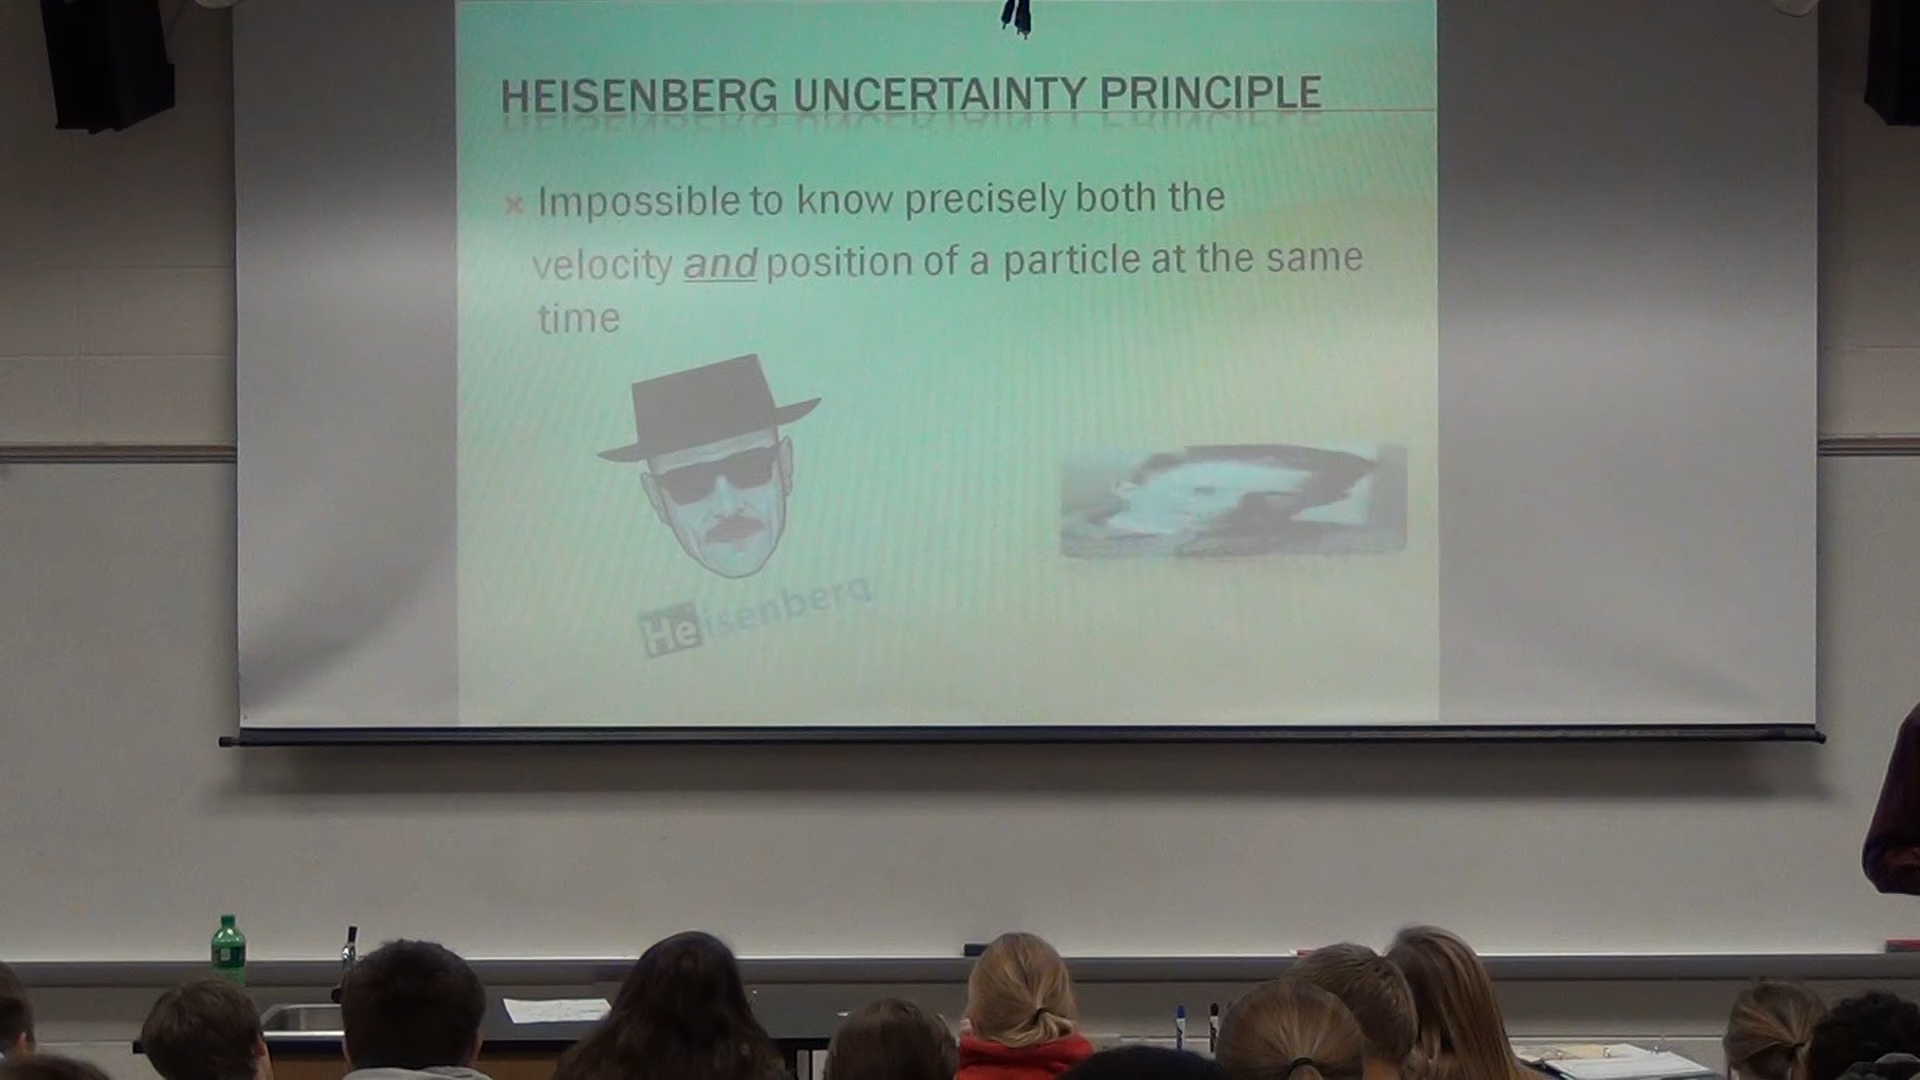 HEISENBERG UNCERTAINTY PRINCIPLE
Impossible to know precisely both the
velocity and position of a particle at the same
time
Heisenberg